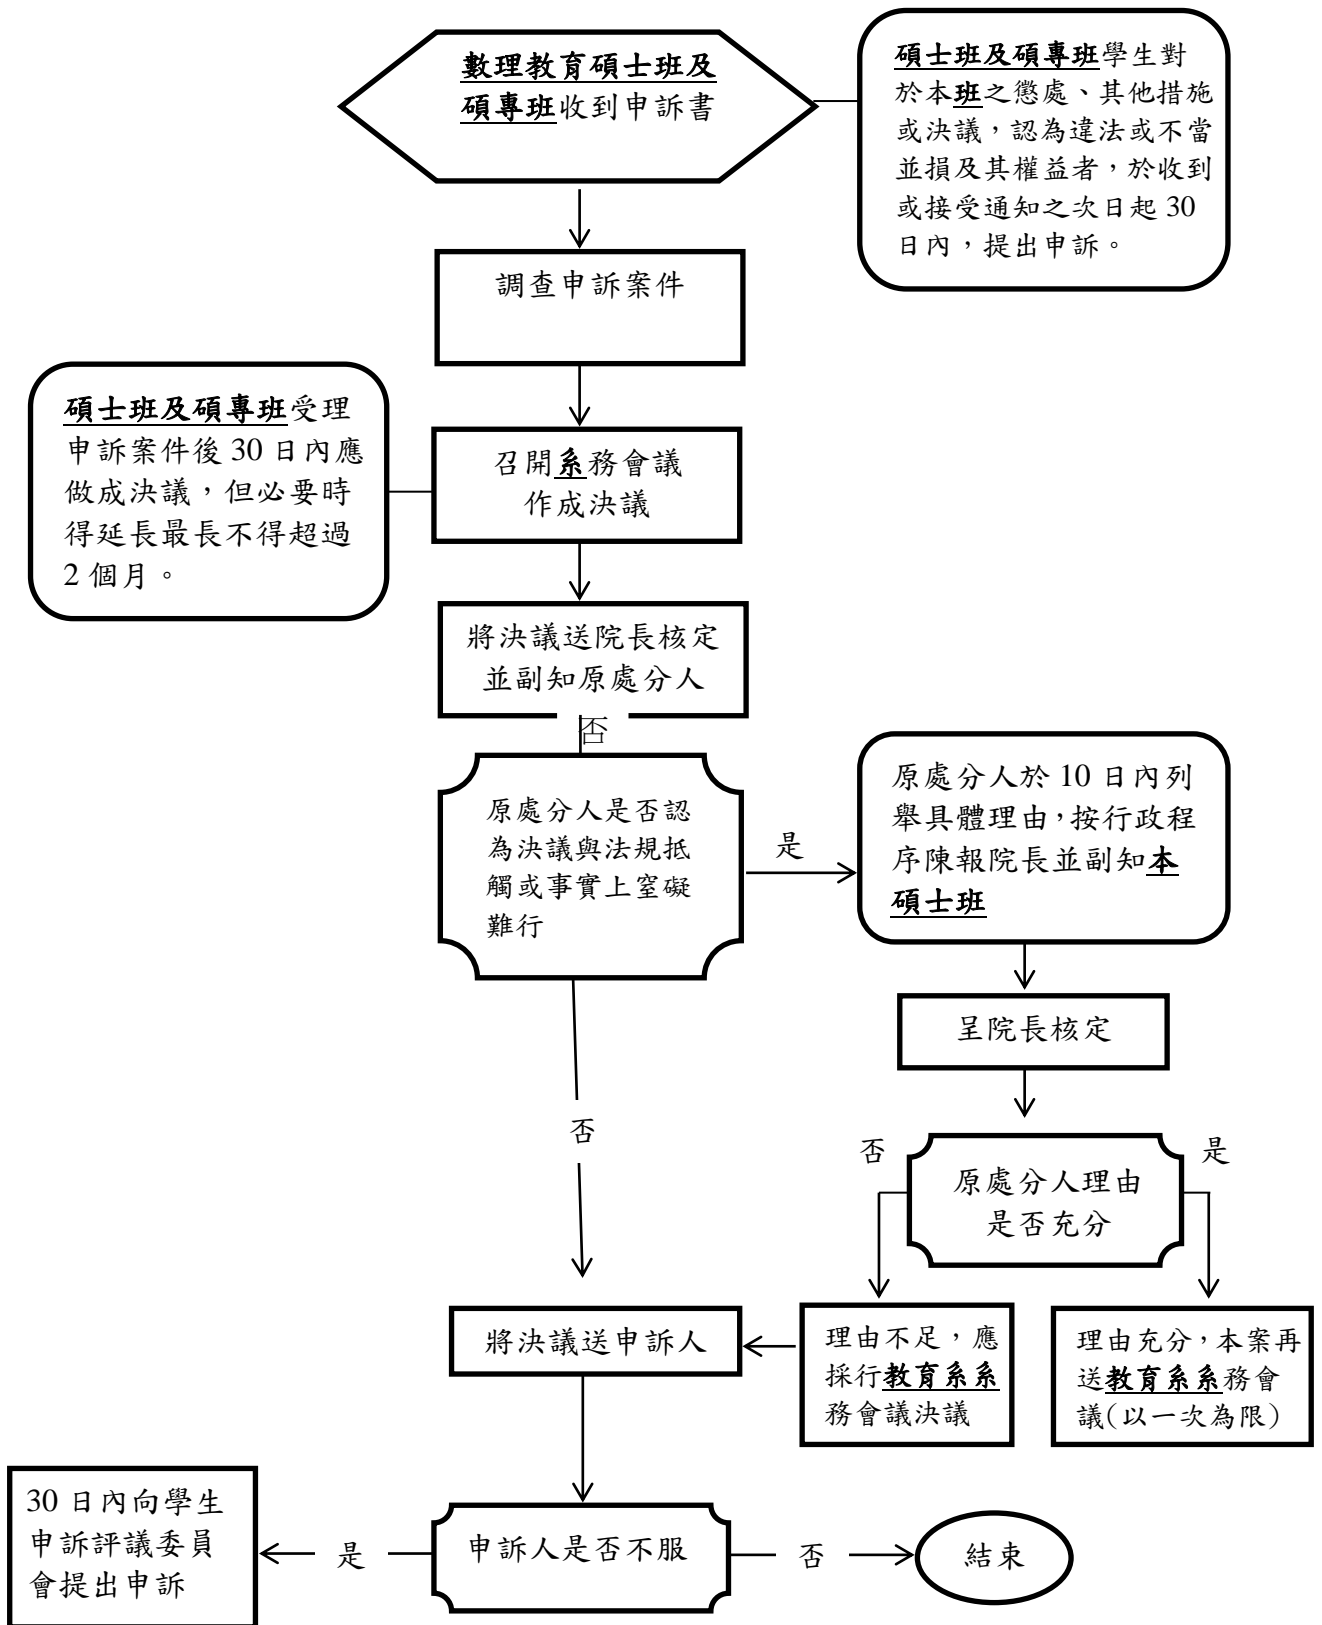 數理教育碩士班及
碩專班收到申訴書
碩士班及碩專班學生對
於本班之懲處、其他措施
或決議，認為違法或不當
並損及其權益者，於收到
或接受通知之次日起 30
日內，提出申訴。
調查申訴案件
碩士班及碩專班受理
申訴案件後 30 日內應
做成決議，但必要時
得延長最長不得超過
2 個月。
召開系務會議
作成決議
將決議送院長核定
並副知原處分人
否
原處分人是否認
為決議與法規抵
觸或事實上窒礙
難行
是
原處分人於 10 日內列
舉具體理由，按行政程
序陳報院長並副知本
碩士班
呈院長核定
否
否
是
原處分人理由
是否充分
將決議送申訴人
理由不足，應
採行教育系系
務會議決議
理由充分，本案再
送教育系系務會
議(以一次為限)
30 日內向學生
申訴評議委員
會提出申訴
是
申訴人是否不服
否
結束